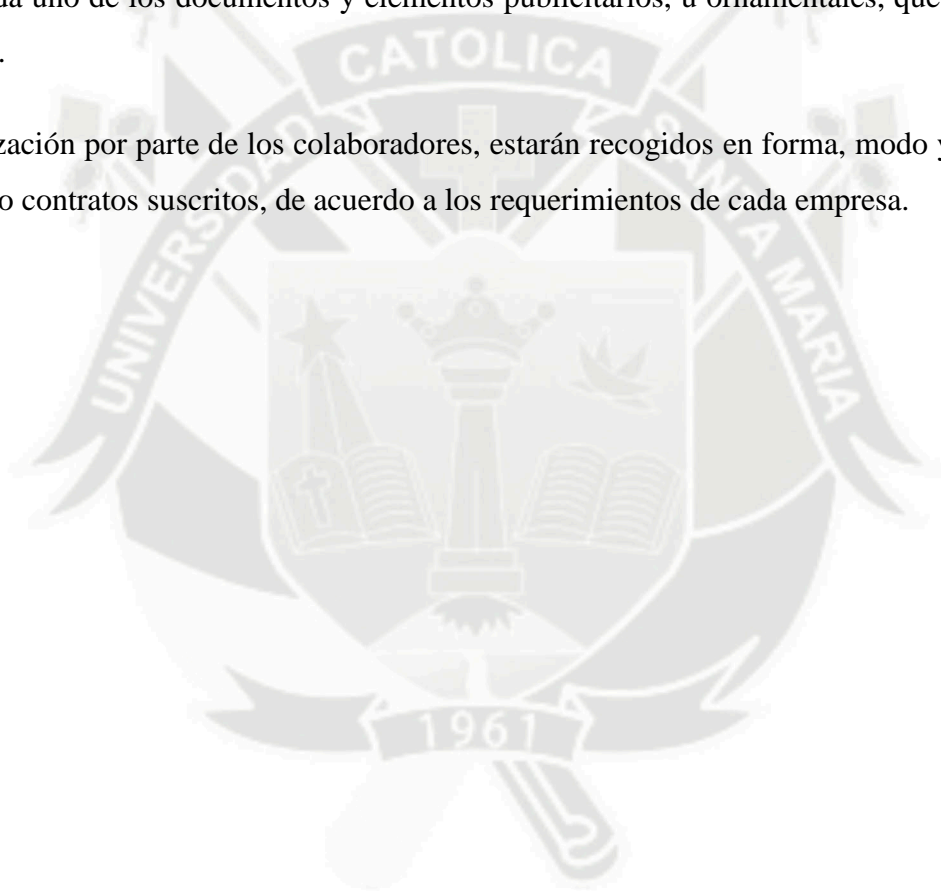 da uno de los documentos y elementos publicitarios, u ornamentales, que
.
zación por parte de los colaboradores, estarán recogidos en forma, modo y
o contratos suscritos, de acuerdo a los requerimientos de cada empresa.
UNIVERSIDAD CATOLICA SANTA MARIA
1961